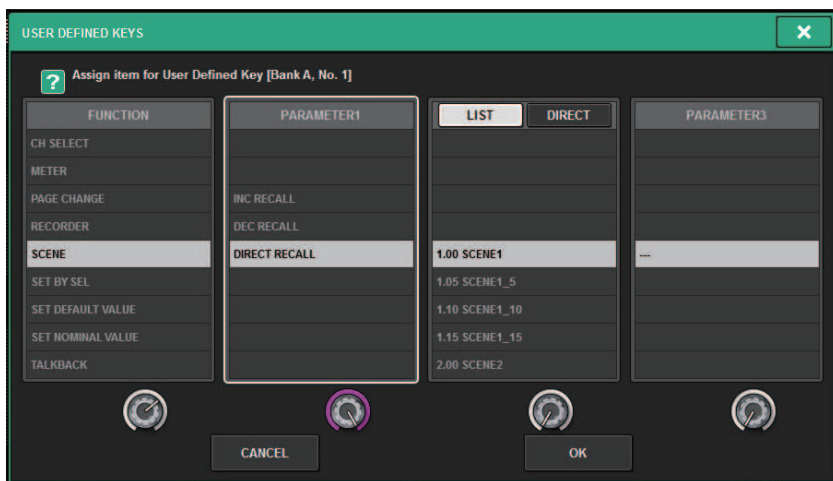 USER DEFINED KEYS
×
? Assign item for User Defined Key [Bank A, No. 1]
FUNCTION PARAMETER1 LIST DIRECT PARAMETER3
CH SELECT
METER
PAGE CHANGE INC RECALL
RECORDER DEC RECALL
SCENE DIRECT RECALL 1.00 SCENE1 ---
SET BY SEL 1.05 SCENE1_5
SET DEFAULT VALUE 1.10 SCENE1_10
SET NOMINAL VALUE 1.15 SCENE1_15
TALKBACK 2.00 SCENE2
CANCEL OK